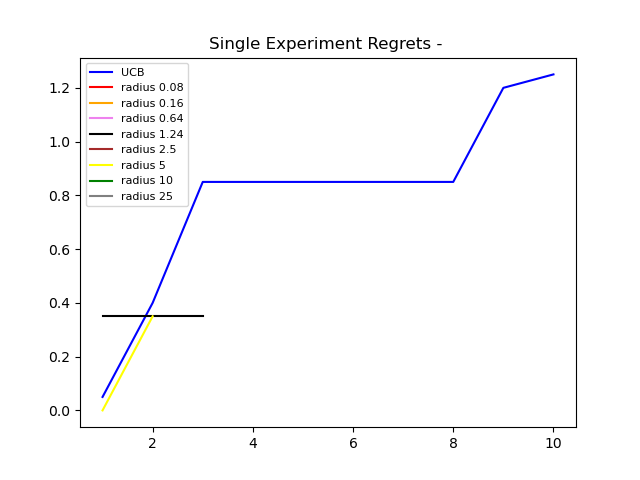 Single Experiment Regrets -
UCB
radius 0.08
radius 0.16
radius 0.64
radius 1.24
radius 2.5
radius 5
radius 10
radius 25
1.2
1.0
0.8
0.6
0.4
0.2
0.0
2 4 6 8 10